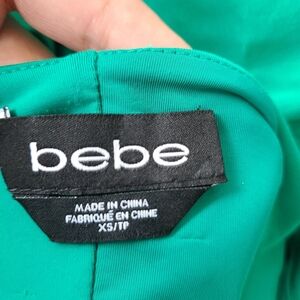 bebe
MADE IN CHINA
FABRIQUÉ EN CHINE
XS/TP